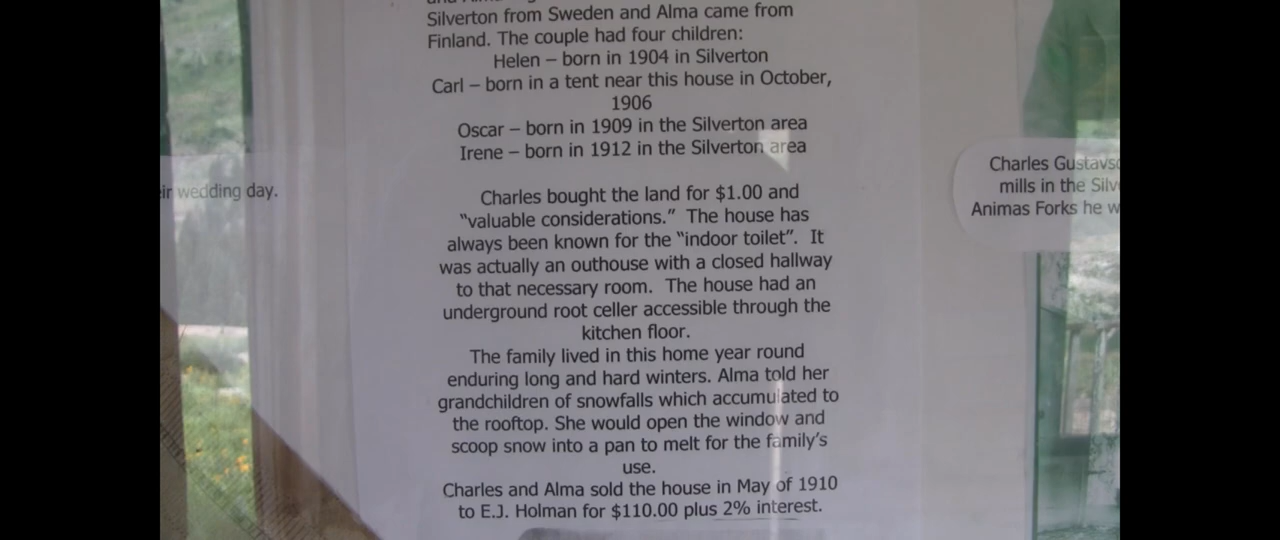 Silverton from Sweden and Alma came from
Finland. The couple had four children:
Helen – born in 1904 in Silverton
Carl – born in a tent near this house in October,
1906
Oscar – born in 1909 in the Silverton area
Irene – born in 1912 in the Silverton area
Charles bought the land for $1.00 and
"valuable considerations." The house has
always been known for the "indoor toilet". It
was actually an outhouse with a closed hallway
to that necessary room. The house had an
underground root celler accessible through the
kitchen floor.
The family lived in this home year round
enduring long and hard winters. Alma told her
grandchildren of snowfalls which accumulated to
the rooftop. She would open the window and
scoop snow into a pan to melt for the family's
use.
Charles and Alma sold the house in May of 1910
to E.J. Holman for $110.00 plus 2% interest.
wedding day.
Charles
mills in the
Animas Forks he